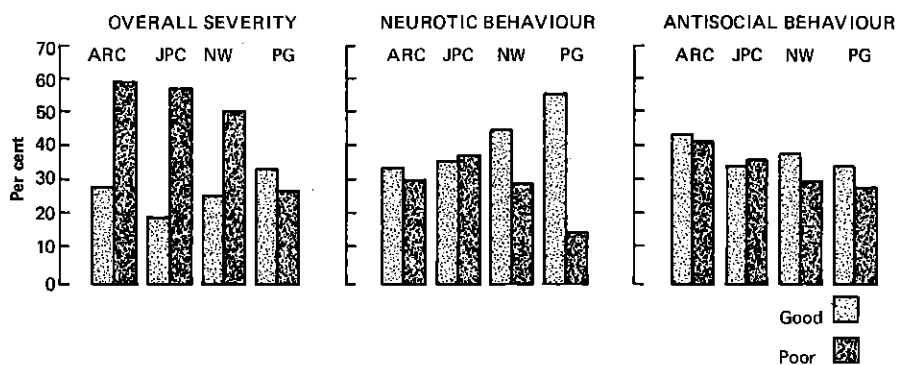 OVERALL SEVERITY
NEUROTIC BEHAVIOUR
ANTISOCIAL BEHAVIOUR
Per cent
70
60
50
40
30
20
10
0
ARC JPC NW PG
ARC JPC NW PG
ARC JPC NW PG
Good
Poor